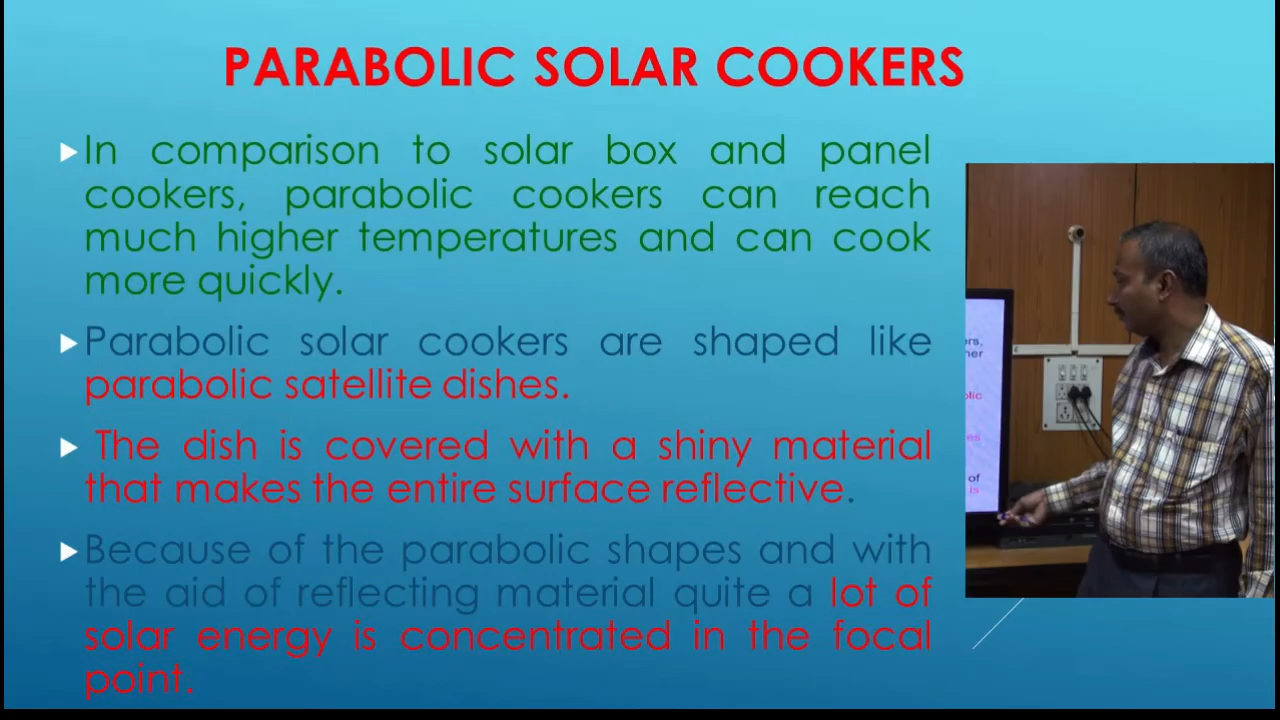 PARABOLIC SOLAR COOKERS
In comparison to solar box and panel
cookers, parabolic cookers can reach
much higher temperatures and can cook
more quickly.
Parabolic solar cookers are shaped like
parabolic satellite dishes.
The dish is covered with a shiny material
that makes the entire surface reflective.
Because of the parabolic shapes and with
the aid of reflecting material quite a lot of
solar energy is concentrated in the focal
point.
of
is